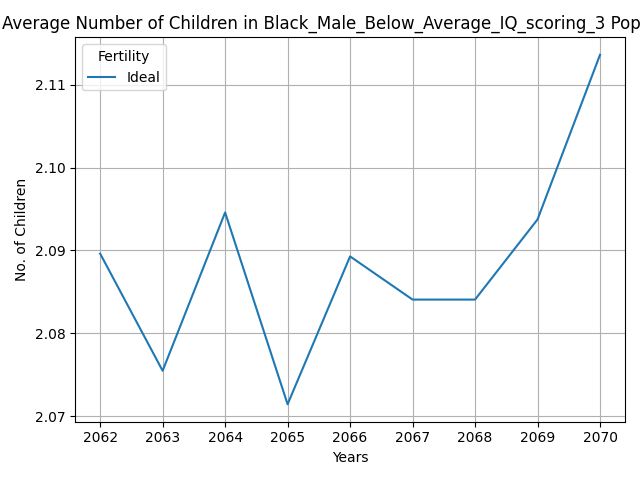 Average Number of Children in Black_Male_Below_Average_IQ_scoring_3 Pop
Fertility
Ideal
No. of Children
2.11
2.10
2.09
2.08
2.07
2062 2063 2064 2065 2066 2067 2068 2069 2070
Years